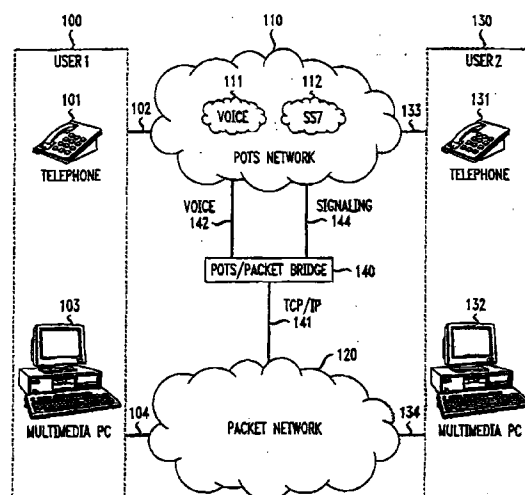 100
110
130
USER 1
USER 2
101
111
112
131
102
VOICE
SS7
133
TELEPHONE
POTS NETWORK
TELEPHONE
VOICE
142
SIGNALING
144
POTS/PACKET BRIDGE
140
103
TCP/IP
141
132
120
MULTIMEDIA PC
104
PACKET NETWORK
134
MULTIMEDIA PC